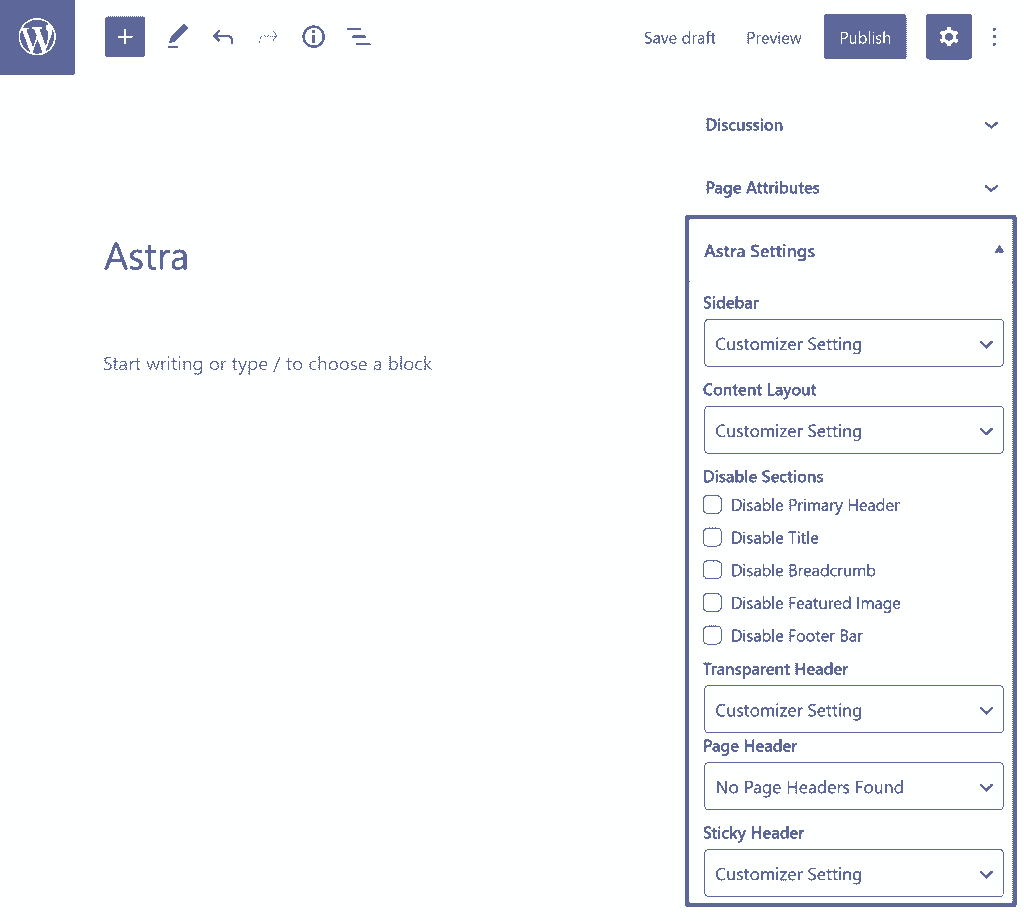 Save draft
Preview
Publish
Discussion
Page Attributes
Astra
Start writing or type / to choose a block
Astra Settings
Sidebar
Customizer Setting
Content Layout
Customizer Setting
Disable Sections
Disable Primary Header
Disable Title
Disable Breadcrumb
Disable Featured Image
Disable Footer Bar
Transparent Header
Customizer Setting
Page Header
No Page Headers Found
Sticky Header
Customizer Setting